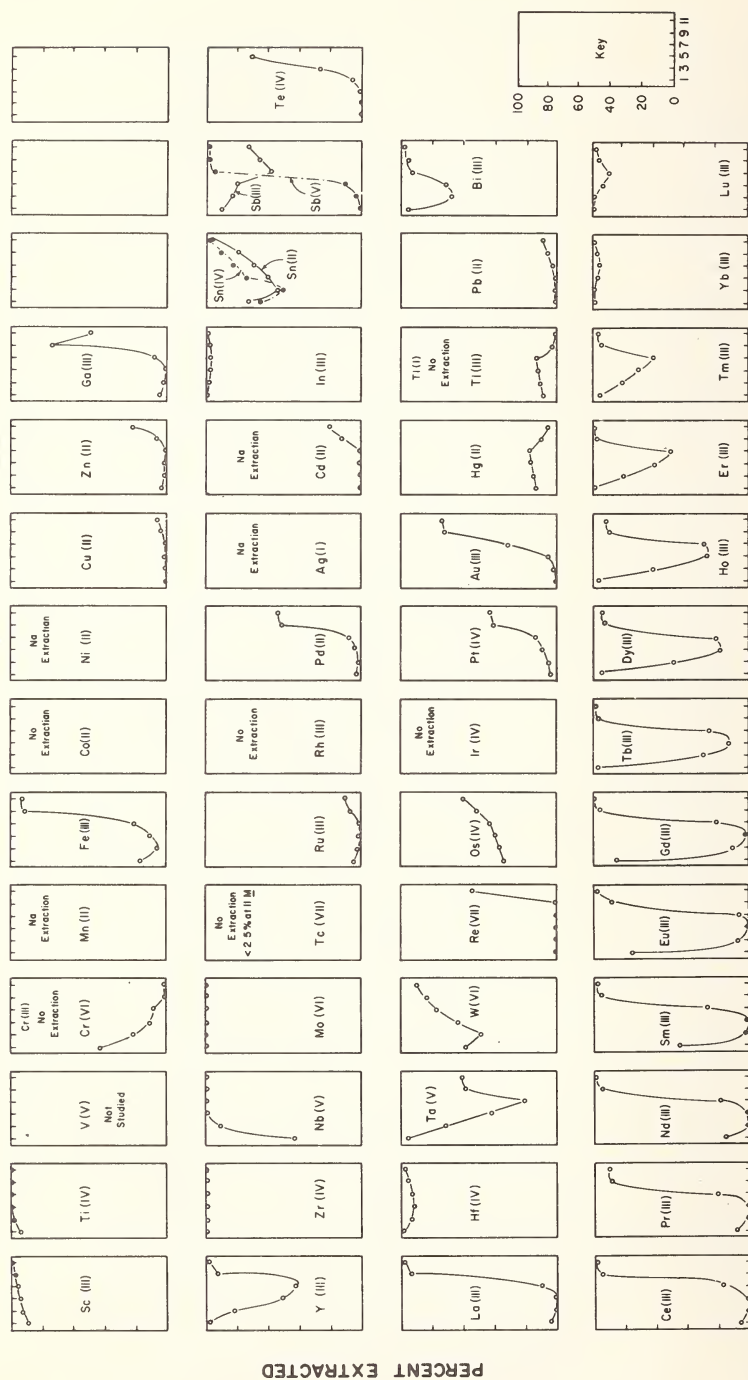 PERCENT EXTRACTED
Sc (III)
Ti (IV)
V (V)
Not
Studied
Cr (III)
No
Extraction
Cr (VI)
Na
Extraction
Mn (II)
Fe (III)
No
Extraction
Co (II)
Na
Extraction
Ni (II)
Cu (II)
Zn (II)
Ga (III)
Y (III)
Zr (IV)
Nb (V)
Mo (VI)
No
Extraction
<2.5% at 11 M
Tc (VII)
Ru (III)
No
Extraction
Rh (III)
Pd (II)
Na
Extraction
Ag (I)
Na
Extraction
Cd (II)
In (III)
Sn(IV)
Sn(II)
Sb(III)
Sb(V)
Te (IV)
La (III)
Hf (IV)
Ta (V)
W(VI)
Re (VII)
Os (IV)
No
Extraction
Ir (IV)
Pt (IV)
Au (III)
Hg (II)
Tl (I)
No
Extraction
Tl (III)
Pb (II)
Bi (III)
Ce (III)
Pr (III)
Nd (III)
Sm (III)
Eu (III)
Gd (III)
Tb (III)
Dy (III)
Ho (III)
Er (III)
Tm (III)
Yb (III)
Lu (III)
100
80
60
40
20
0
Key
1 3 5 7 9 11